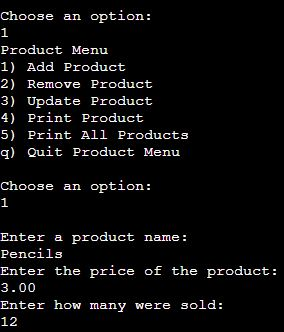 Choose an option:
1
Product Menu
1) Add Product
2) Remove Product
3) Update Product
4) Print Product
5) Print All Products
q) Quit Product Menu
Choose an option:
1
Enter a product name:
Pencils
Enter the price of the product:
3.00
Enter how many were sold:
12